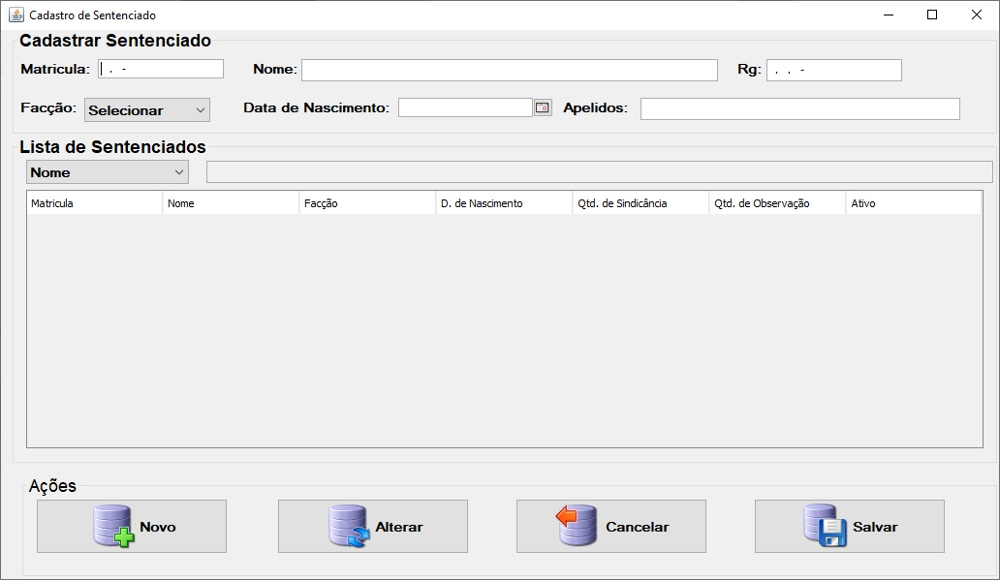 Cadastro de Sentenciado
Cadastrar Sentenciado
Matricula: . - Nome: Rg: . . -
Facção: Selecionar Data de Nascimento: Apelidos:
Lista de Sentenciados
Nome
Matricula Nome Facção D. de Nascimento Qtd. de Sindicância Qtd. de Observação Ativo
Ações
Novo Alterar Cancelar Salvar